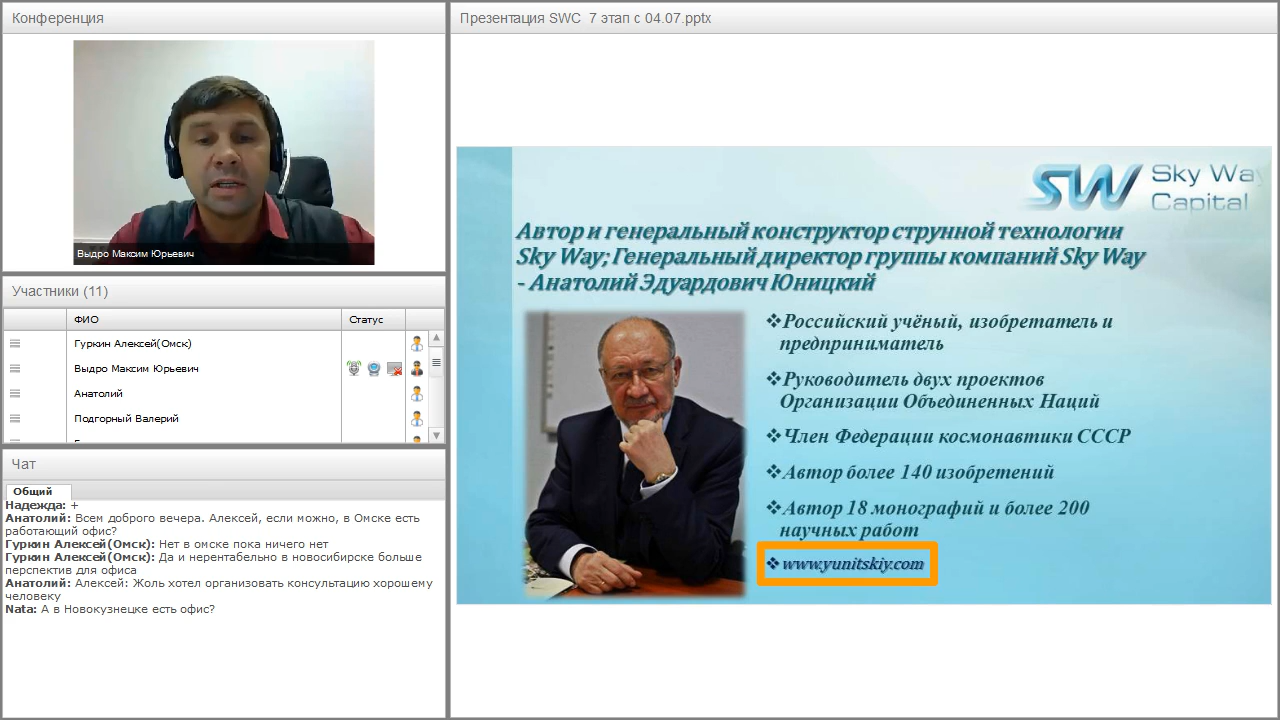 Конференция
Выдро Максим Юрьевич
Участники (11)
ФИО
Статус
Гуркин Алексей(Омск)
Выдро Максим Юрьевич
Анатолий
Подгорный Валерий
Чат
Общий
Надежда: +
Анатолий: Всем доброго вечера. Алексей, если можно, в Омске есть
работающий офис?
Гуркин Алексей(Омск): Нет в омске пока ничего нет
Гуркин Алексей(Омск): Да и нерентабельно в новосибирске больше
перспектив для офиса
Анатолий: Алексей: Жоль хотел организовать консультацию хорошему
человеку
Nata: А в Новокузнецке есть офис?
Презентация SWC 7 этап с 04.07.pptx
SW Sky Way
Capital
Автор и генеральный конструктор струнной технологии
Sky Way; Генеральный директор группы компаний Sky Way
- Анатолий Эдуардович Юницкий
❖Российский учёный, изобретатель и
предприниматель
❖Руководитель двух проектов
Организации Объединенных Наций
❖Член Федерации космонавтики СССР
❖Автор более 140 изобретений
❖Автор 18 монографий и более 200
научных работ
❖www.yunitskiy.com